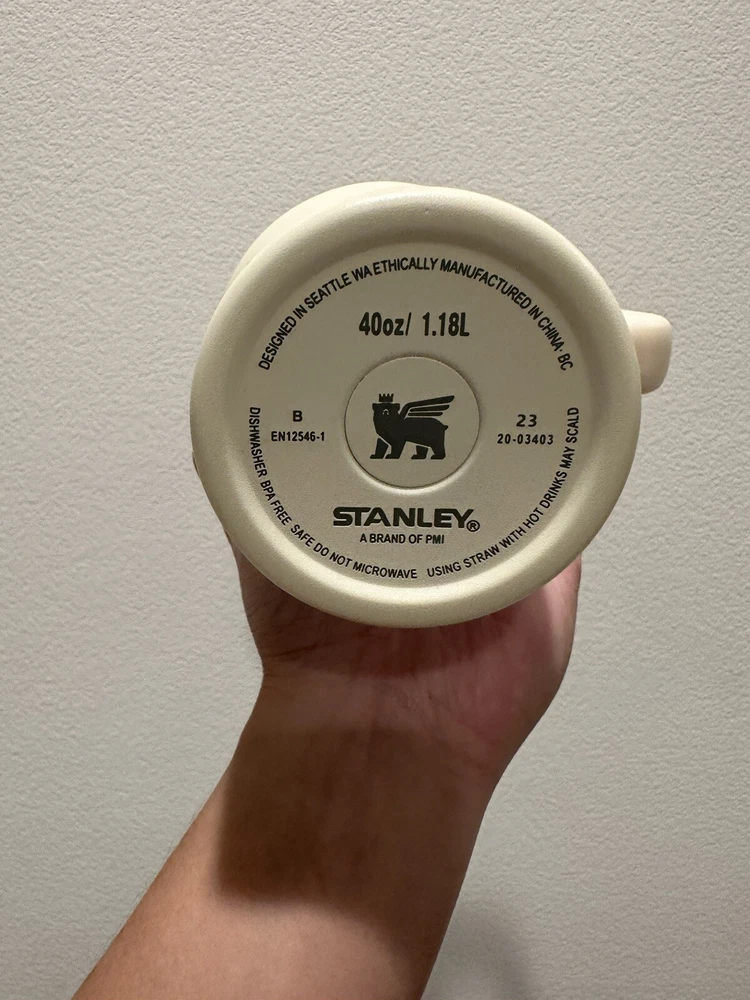 DESIGNED IN SEATTLE WA ETHICALLY MANUFACTURED IN CHINA· BC
40oz/ 1.18L
B
EN12546-1
23
20-03403
STANLEY®
A BRAND OF PMI
DISHWASHER BPA FREE SAFE DO NOT MICROWAVE USING STRAW WITH HOT DRINKS MAY SCALD